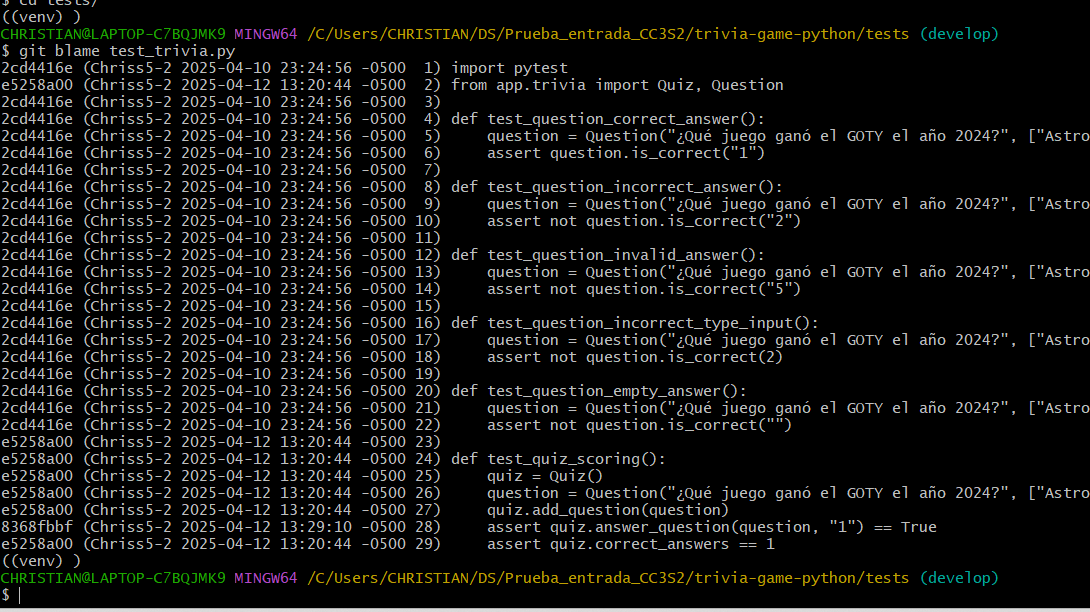 $ cd tests/
((venv) )
CHRISTIAN@LAPTOP-C7BQJMK9 MINGW64 /C/Users/CHRISTIAN/DS/Prueba_entrada_CC3S2/trivia-game-python/tests (develop)
$ git blame test_trivia.py
2cd4416e (Chriss5-2 2025-04-10 23:24:56 -0500  1) import pytest
e5258a00 (Chriss5-2 2025-04-12 13:20:44 -0500  2) from app.trivia import Quiz, Question
2cd4416e (Chriss5-2 2025-04-10 23:24:56 -0500  3)
2cd4416e (Chriss5-2 2025-04-10 23:24:56 -0500  4) def test_question_correct_answer():
2cd4416e (Chriss5-2 2025-04-10 23:24:56 -0500  5)     question = Question("¿Qué juego ganó el GOTY el año 2024?", ["Astro
2cd4416e (Chriss5-2 2025-04-10 23:24:56 -0500  6)     assert question.is_correct("1")
2cd4416e (Chriss5-2 2025-04-10 23:24:56 -0500  7)
2cd4416e (Chriss5-2 2025-04-10 23:24:56 -0500  8) def test_question_incorrect_answer():
2cd4416e (Chriss5-2 2025-04-10 23:24:56 -0500  9)     question = Question("¿Qué juego ganó el GOTY el año 2024?", ["Astro
2cd4416e (Chriss5-2 2025-04-10 23:24:56 -0500 10)     assert not question.is_correct("2")
2cd4416e (Chriss5-2 2025-04-10 23:24:56 -0500 11)
2cd4416e (Chriss5-2 2025-04-10 23:24:56 -0500 12) def test_question_invalid_answer():
2cd4416e (Chriss5-2 2025-04-10 23:24:56 -0500 13)     question = Question("¿Qué juego ganó el GOTY el año 2024?", ["Astro
2cd4416e (Chriss5-2 2025-04-10 23:24:56 -0500 14)     assert not question.is_correct("5")
2cd4416e (Chriss5-2 2025-04-10 23:24:56 -0500 15)
2cd4416e (Chriss5-2 2025-04-10 23:24:56 -0500 16) def test_question_incorrect_type_input():
2cd4416e (Chriss5-2 2025-04-10 23:24:56 -0500 17)     question = Question("¿Qué juego ganó el GOTY el año 2024?", ["Astro
2cd4416e (Chriss5-2 2025-04-10 23:24:56 -0500 18)     assert not question.is_correct(2)
2cd4416e (Chriss5-2 2025-04-10 23:24:56 -0500 19)
2cd4416e (Chriss5-2 2025-04-10 23:24:56 -0500 20) def test_question_empty_answer():
2cd4416e (Chriss5-2 2025-04-10 23:24:56 -0500 21)     question = Question("¿Qué juego ganó el GOTY el año 2024?", ["Astro
2cd4416e (Chriss5-2 2025-04-10 23:24:56 -0500 22)     assert not question.is_correct("")
e5258a00 (Chriss5-2 2025-04-12 13:20:44 -0500 23)
e5258a00 (Chriss5-2 2025-04-12 13:20:44 -0500 24) def test_quiz_scoring():
e5258a00 (Chriss5-2 2025-04-12 13:20:44 -0500 25)     quiz = Quiz()
e5258a00 (Chriss5-2 2025-04-12 13:20:44 -0500 26)     question = Question("¿Qué juego ganó el GOTY el año 2024?", ["Astro
e5258a00 (Chriss5-2 2025-04-12 13:20:44 -0500 27)     quiz.add_question(question)
8368fbbf (Chriss5-2 2025-04-12 13:29:10 -0500 28)     assert quiz.answer_question(question, "1") == True
e5258a00 (Chriss5-2 2025-04-12 13:20:44 -0500 29)     assert quiz.correct_answers == 1
((venv) )
CHRISTIAN@LAPTOP-C7BQJMK9 MINGW64 /C/Users/CHRISTIAN/DS/Prueba_entrada_CC3S2/trivia-game-python/tests (develop)
$